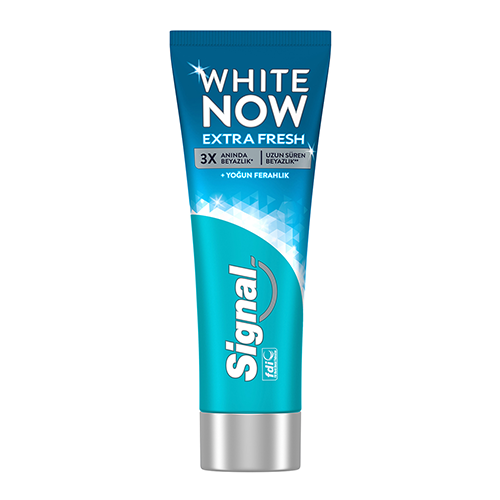 WHITE
NOW
EXTRA FRESH
3X ANINDA BEYAZLIK* | UZUN SÜREN BEYAZLIK**
+ YOĞUN FERAHLIK
Signal
fdi